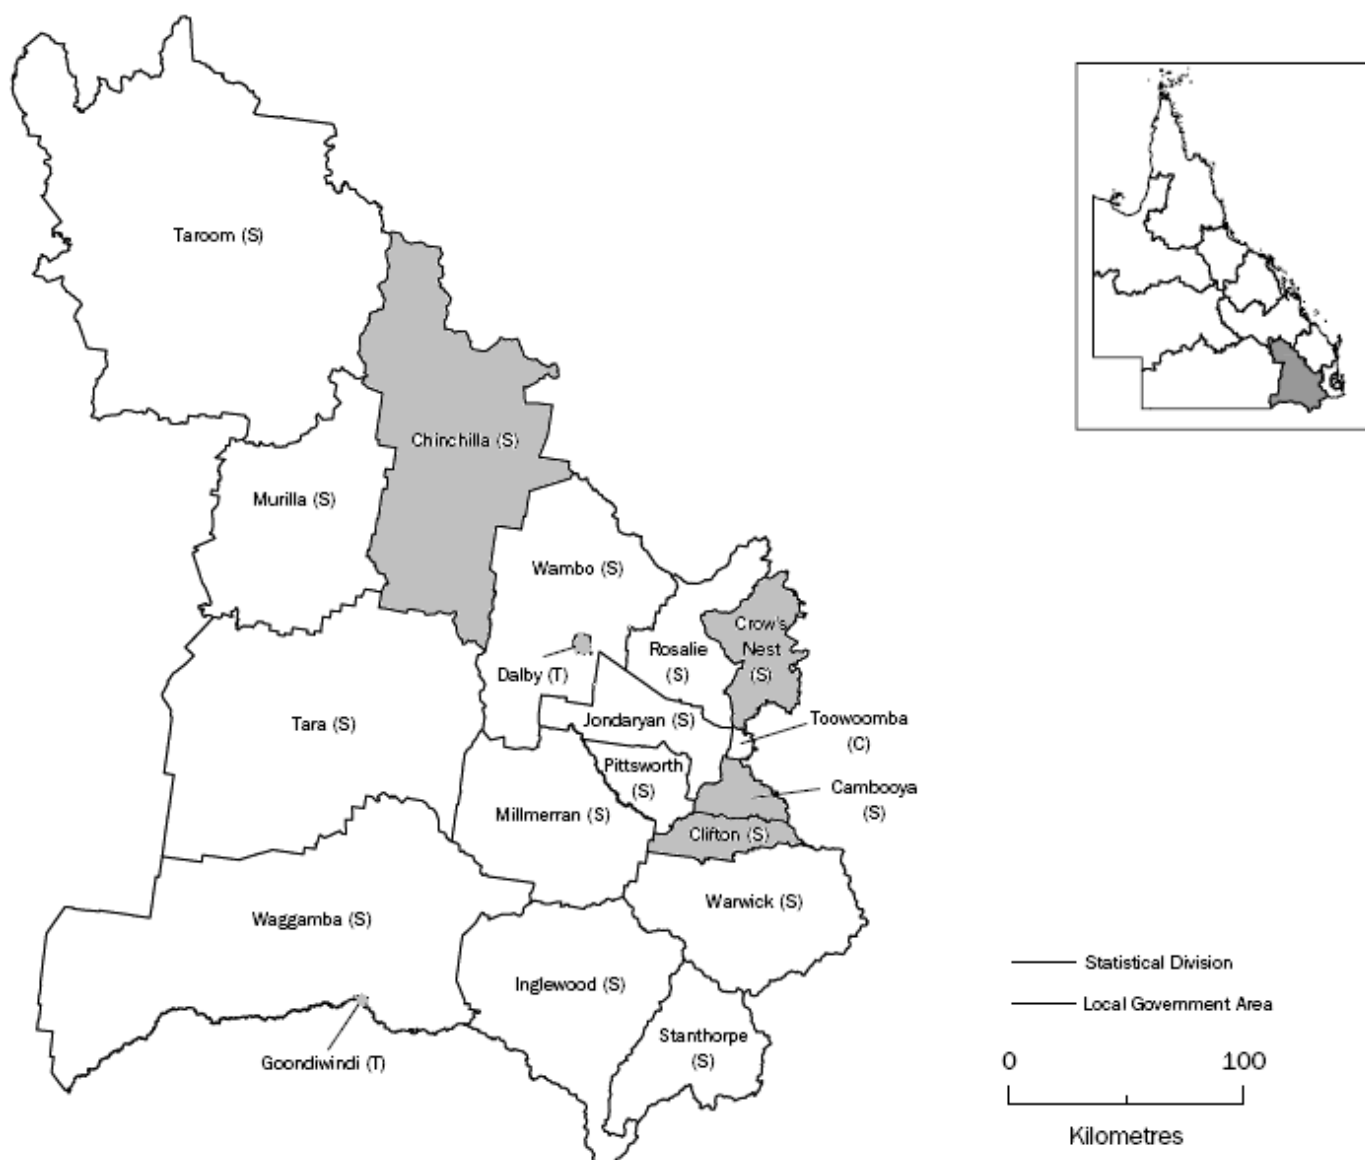 Taroom (S)
Chinchilla (S)
Murilla (S)
Wambo (S)
Crow's
Nest
(S)
Rosalie
(S)
Dalby (T)
Toowoomba
(C)
Jondaryan (S)
Tara (S)
Pittsworth
(S)
Cambooya
(S)
Millmerran (S)
Clifton (S)
Warwick (S)
Waggamba (S)
Inglewood (S)
Stanthorpe
(S)
Goondiwindi (T)
Statistical Division
Local Government Area
0 100
Kilometres